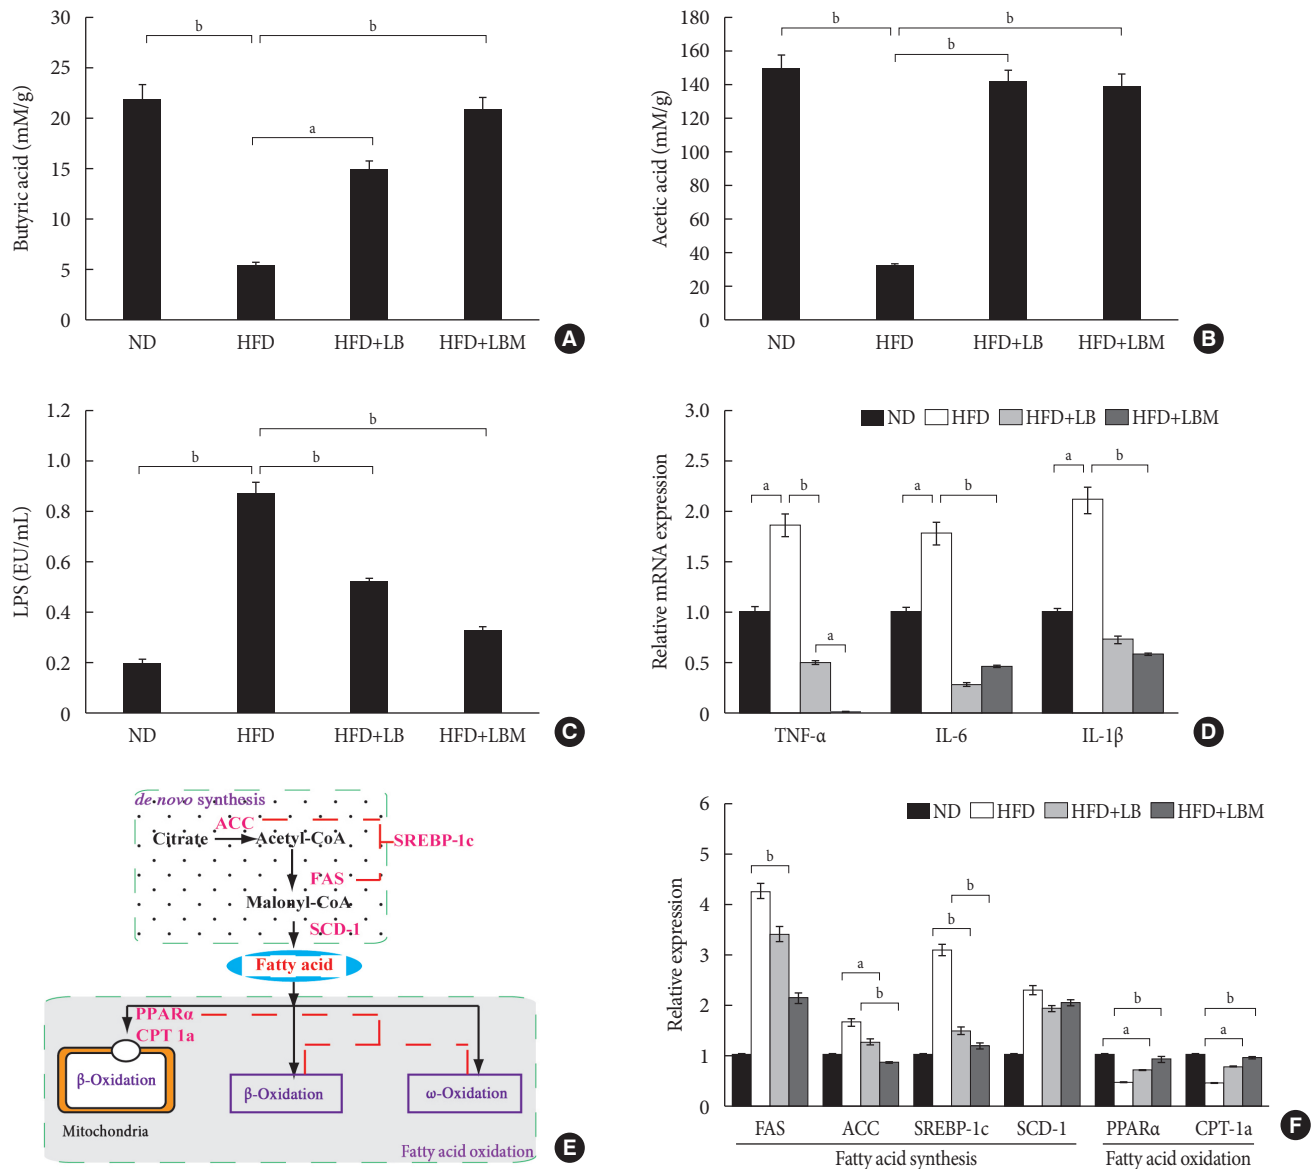 30
25
20
15
10
5
0
Butyric acid (mM/g)
b
b
a
ND
HFD
HFD+LB
HFD+LBM
A
180
160
140
120
100
80
60
40
20
0
Acetic acid (mM/g)
b
b
b
ND
HFD
HFD+LB
HFD+LBM
B
1.2
1.0
0.8
0.6
0.4
0.2
0
LPS (EU/mL)
b
b
b
ND
HFD
HFD+LB
HFD+LBM
C
3.0
2.5
2.0
1.5
1.0
0.5
0
Relative mRNA expression
ND HFD HFD+LB HFD+LBM
a b
a
a b
a b
TNF-α
IL-6
IL-1β
D
de novo synthesis
ACC
Citrate Acetyl-CoA SREBP-1c
FAS
Malonyl-CoA
SCD-1
Fatty acid
PPARα
CPT 1a
β-Oxidation
β-Oxidation
ω-Oxidation
Mitochondria
Fatty acid oxidation
E
6
5
4
3
2
1
0
Relative expression
ND HFD HFD+LB HFD+LBM
b
a
b
b
b
b
a
b
a
FAS ACC SREBP-1c SCD-1 PPARα CPT-1a
Fatty acid synthesis Fatty acid oxidation
F